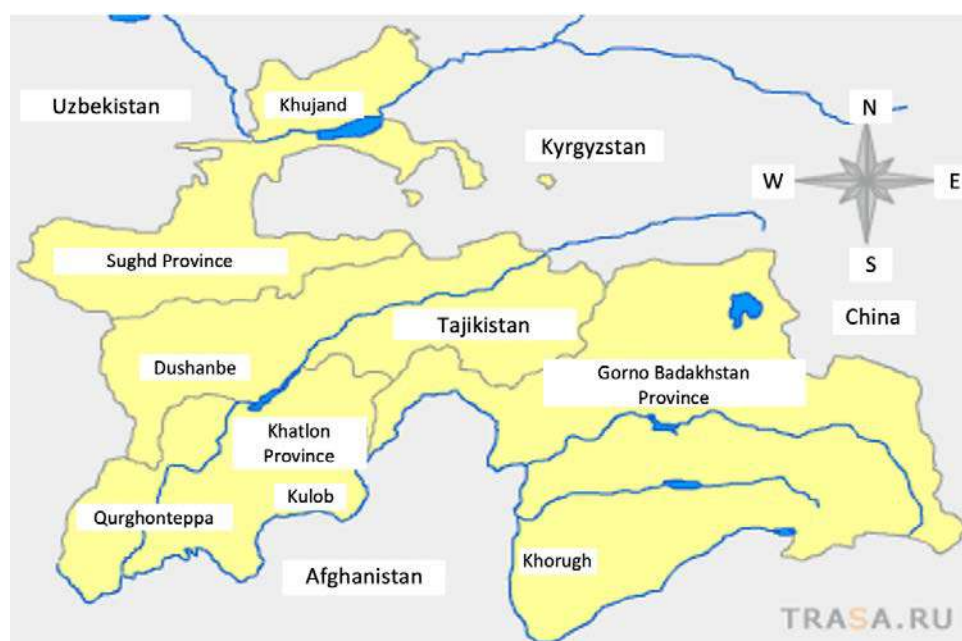 Uzbekistan
Khujand
Kyrgyzstan
N
W
E
S
Sughd Province
China
Tajikistan
Dushanbe
Gorno Badakhstan
Province
Khatlon
Province
Kulob
Qurghonteppa
Khorugh
Afghanistan
TRASA.RU